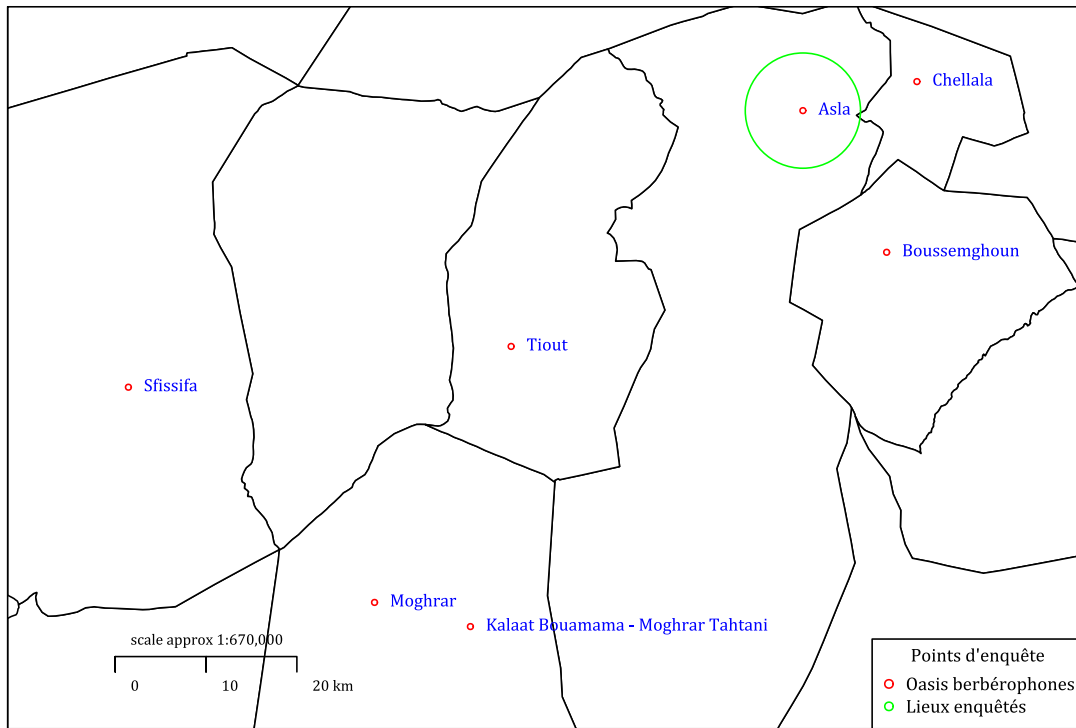 Chellala
Asla
Boussemghoun
Tiout
Sfissifa
Moghrar
Kalaat Bouamama - Moghrar Tahtani
scale approx 1:670,000
0 10 20 km
Points d'enquête
Oasis berbérophones
Lieux enquêtés